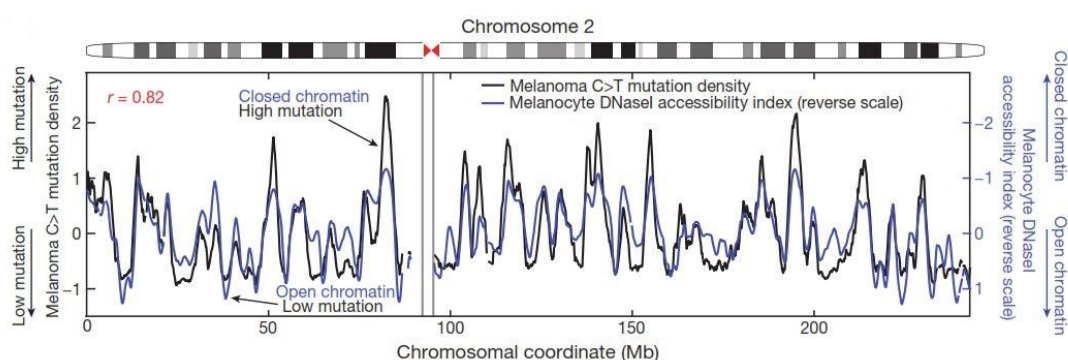 Chromosome 2
High mutation
Low mutation
Melanoma C>T mutation density
2
1
0
−1
r = 0.82
Closed chromatin
High mutation
Open chromatin
Low mutation
Melanoma C>T mutation density
Melanocyte DNaseI accessibility index (reverse scale)
−2
−1
0
1
Melanocyte DNaseI
accessibility index (reverse scale)
Closed chromatin
Open chromatin
0
50
100
150
200
Chromosomal coordinate (Mb)